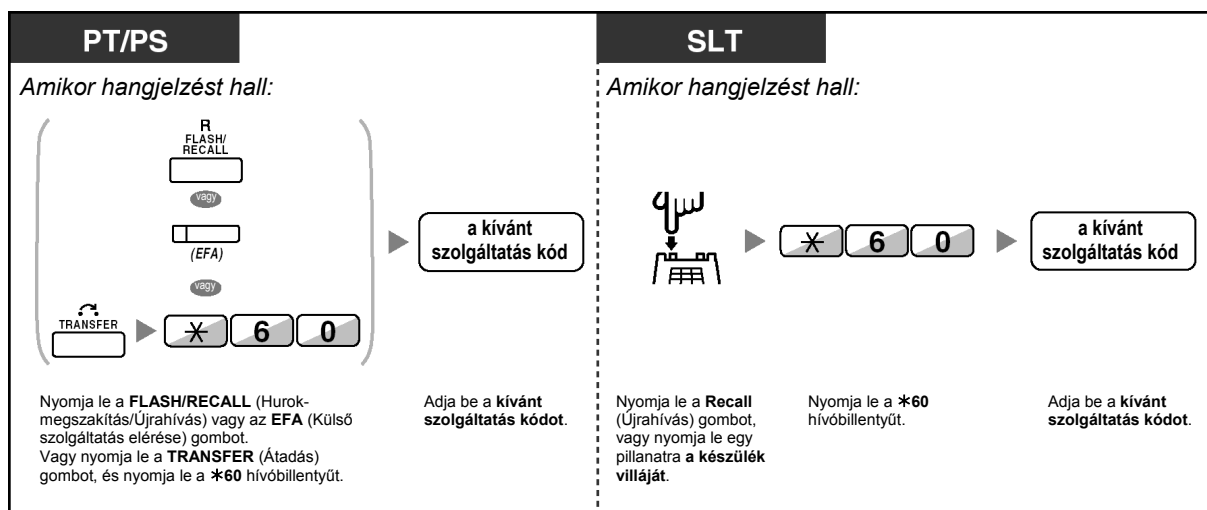 PT/PS
Amikor hangjelzést hall:
R
FLASH/
RECALL
vagy
(EFA)
vagy
TRANSFER
* 6 0
a kívánt
szolgáltatás kód
Nyomja le a FLASH/RECALL (Hurok-
megszakítás/Újrahívás) vagy az EFA (Külső
szolgáltatás elérése) gombot.
Vagy nyomja le a TRANSFER (Átadás)
gombot, és nyomja le a *60 hívóbillentyűt.
Adja be a kívánt
szolgáltatás kódot.
SLT
Amikor hangjelzést hall:
* 6 0
a kívánt
szolgáltatás kód
Nyomja le a Recall
(Újrahívás) gombot,
vagy nyomja le egy
pillanatra a készülék
villáját.
Nyomja le a *60
hívóbillentyűt.
Adja be a kívánt
szolgáltatás kódot.